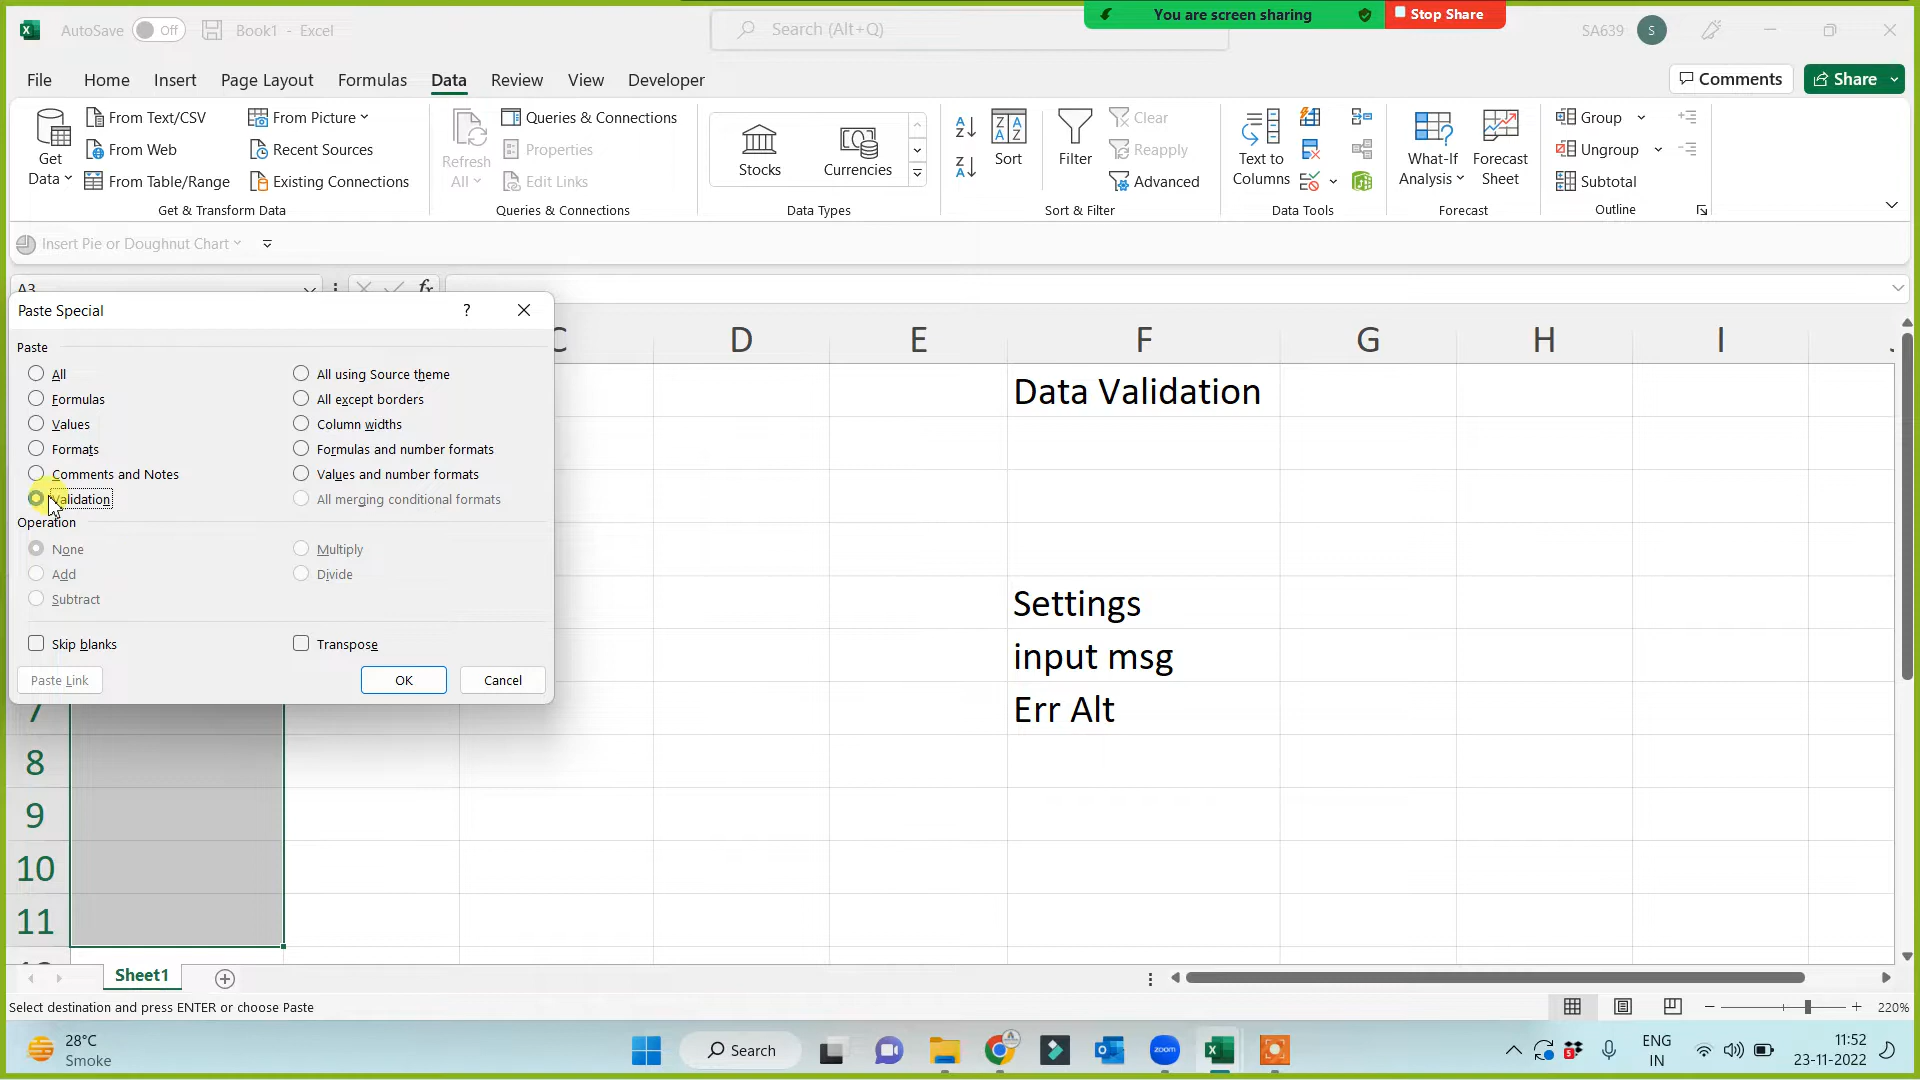 You are screen sharing
Stop Share
AutoSave Off Book1 - Excel
Search (Alt+Q)
SA639 S
File Home Insert Page Layout Formulas Data Review View Developer
Comments Share
Get Data
From Text/CSV
From Web
From Table/Range
From Picture
Recent Sources
Existing Connections
Get & Transform Data
Refresh All
Queries & Connections
Properties
Edit Links
Queries & Connections
Stocks Currencies
Data Types
Sort
Filter
Clear
Reapply
Advanced
Sort & Filter
Text to Columns
Data Tools
What-If Analysis
Forecast Sheet
Forecast
Group
Ungroup
Subtotal
Outline
Insert Pie or Doughnut Chart
A3
fx
Paste Special ?
Paste
All
Formulas
Values
Formats
Comments and Notes
Validation
All using Source theme
All except borders
Column widths
Formulas and number formats
Values and number formats
All merging conditional formats
Operation
None
Add
Subtract
Multiply
Divide
Skip blanks
Transpose
Paste Link OK Cancel
C D E F G H I
Data Validation
Settings
input msg
Err Alt
7
8
9
10
11
Sheet1
Select destination and press ENTER or choose Paste
220%
28°C
Smoke
Search
zoom
ENG
IN
11:52
23-11-2022